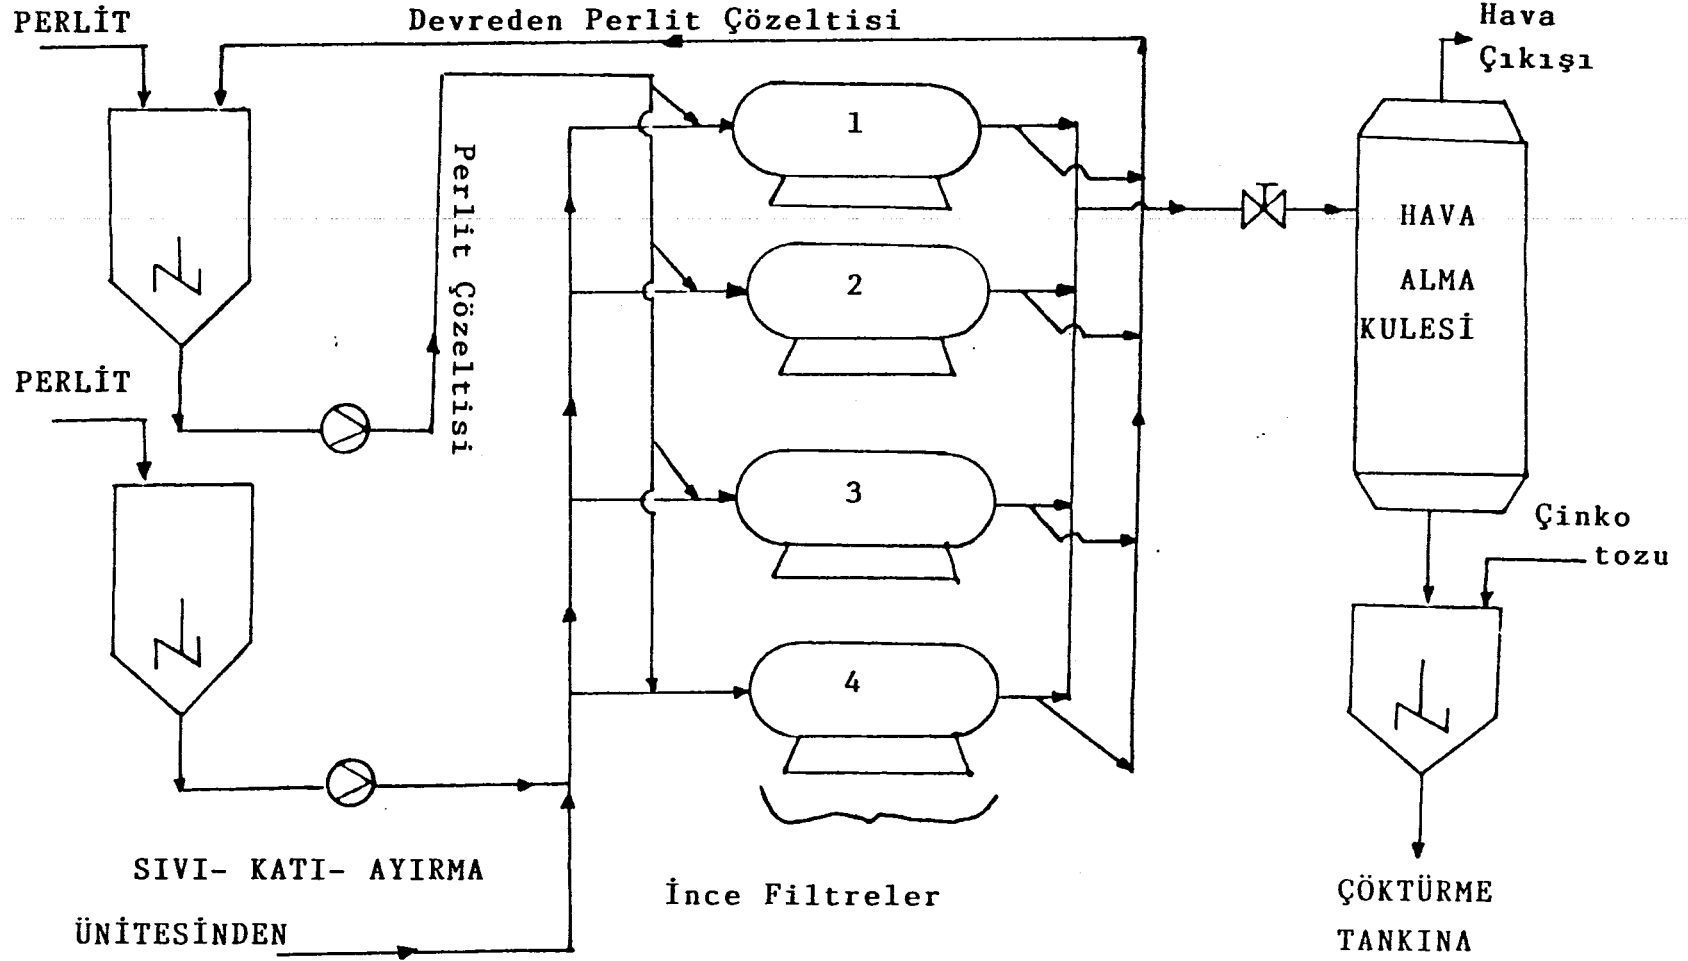 PERLİT
Devreden Perlit Çözeltisi
Hava
Çıkışı
1
Perlit Çözeltisi
HAVA
ALMA
KULESİ
2
PERLİT
3
Çinko
tozu
4
SIVI- KATI- AYIRMA
ÜNİTESİNDEN
İnce Filtreler
ÇÖKTÜRME
TANKINA